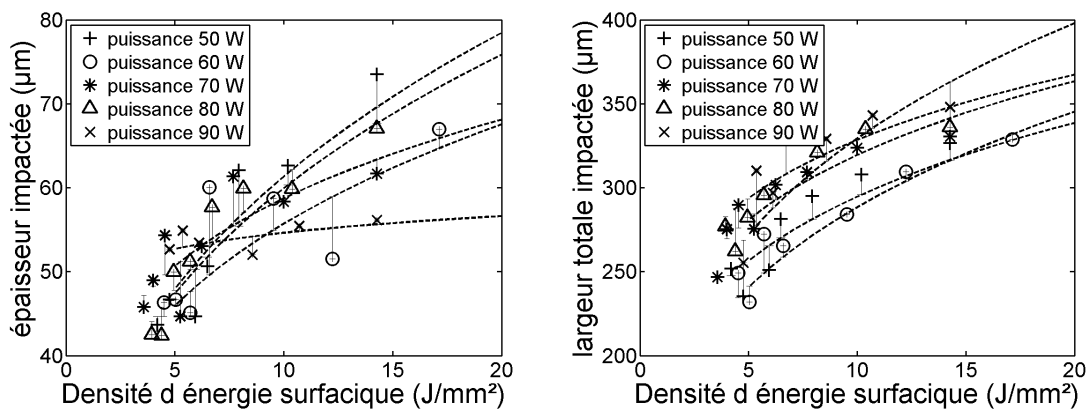 80
70
60
50
40
épaisseur impactée (µm)
+ puissance 50 W
puissance 60 W
puissance 70 W
puissance 80 W
puissance 90 W
0 5 10 15 20
Densité d énergie surfacique (J/mm²)
400
350
300
250
200
largeur totale impactée (µm)
puissance 50 W
puissance 60 W
puissance 70 W
puissance 80 W
puissance 90 W
0 5 10 15 20
Densité d énergie surfacique (J/mm²)